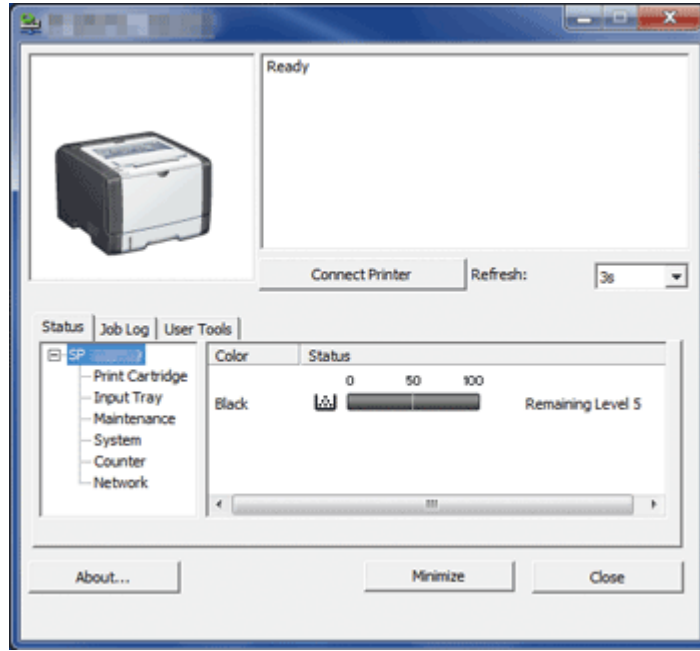 Ready
Connect Printer
Refresh:
3s
Status
Job Log
User Tools
SP
Print Cartridge
Input Tray
Maintenance
System
Counter
Network
Color
Status
0 50 100
Black
Remaining Level 5
About...
Minimize
Close